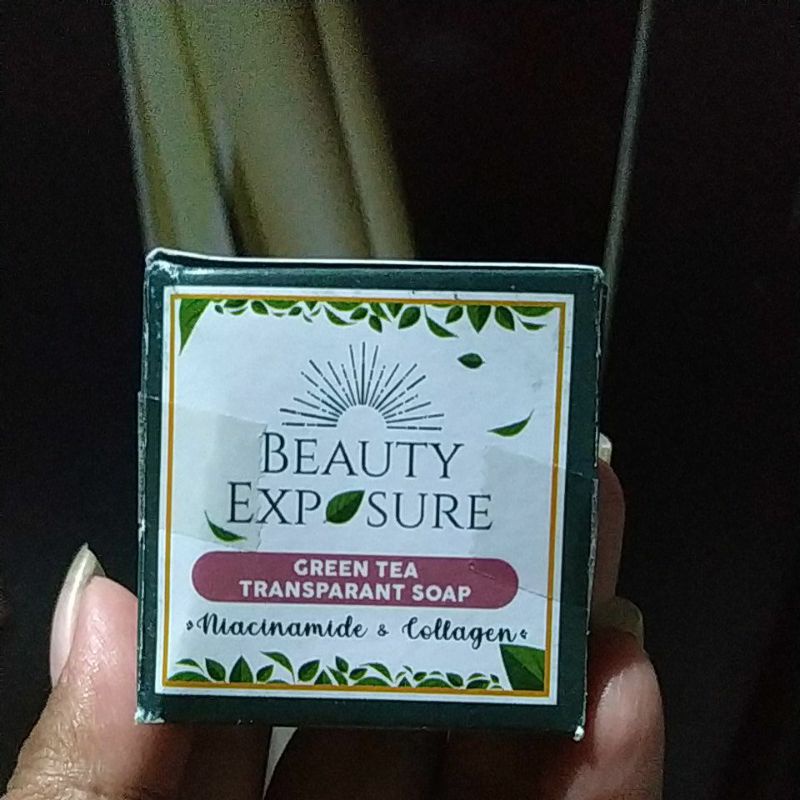 BEAUTY
EXPOSURE
GREEN TEA
TRANSPARANT SOAP
Niacinamide & Collagen